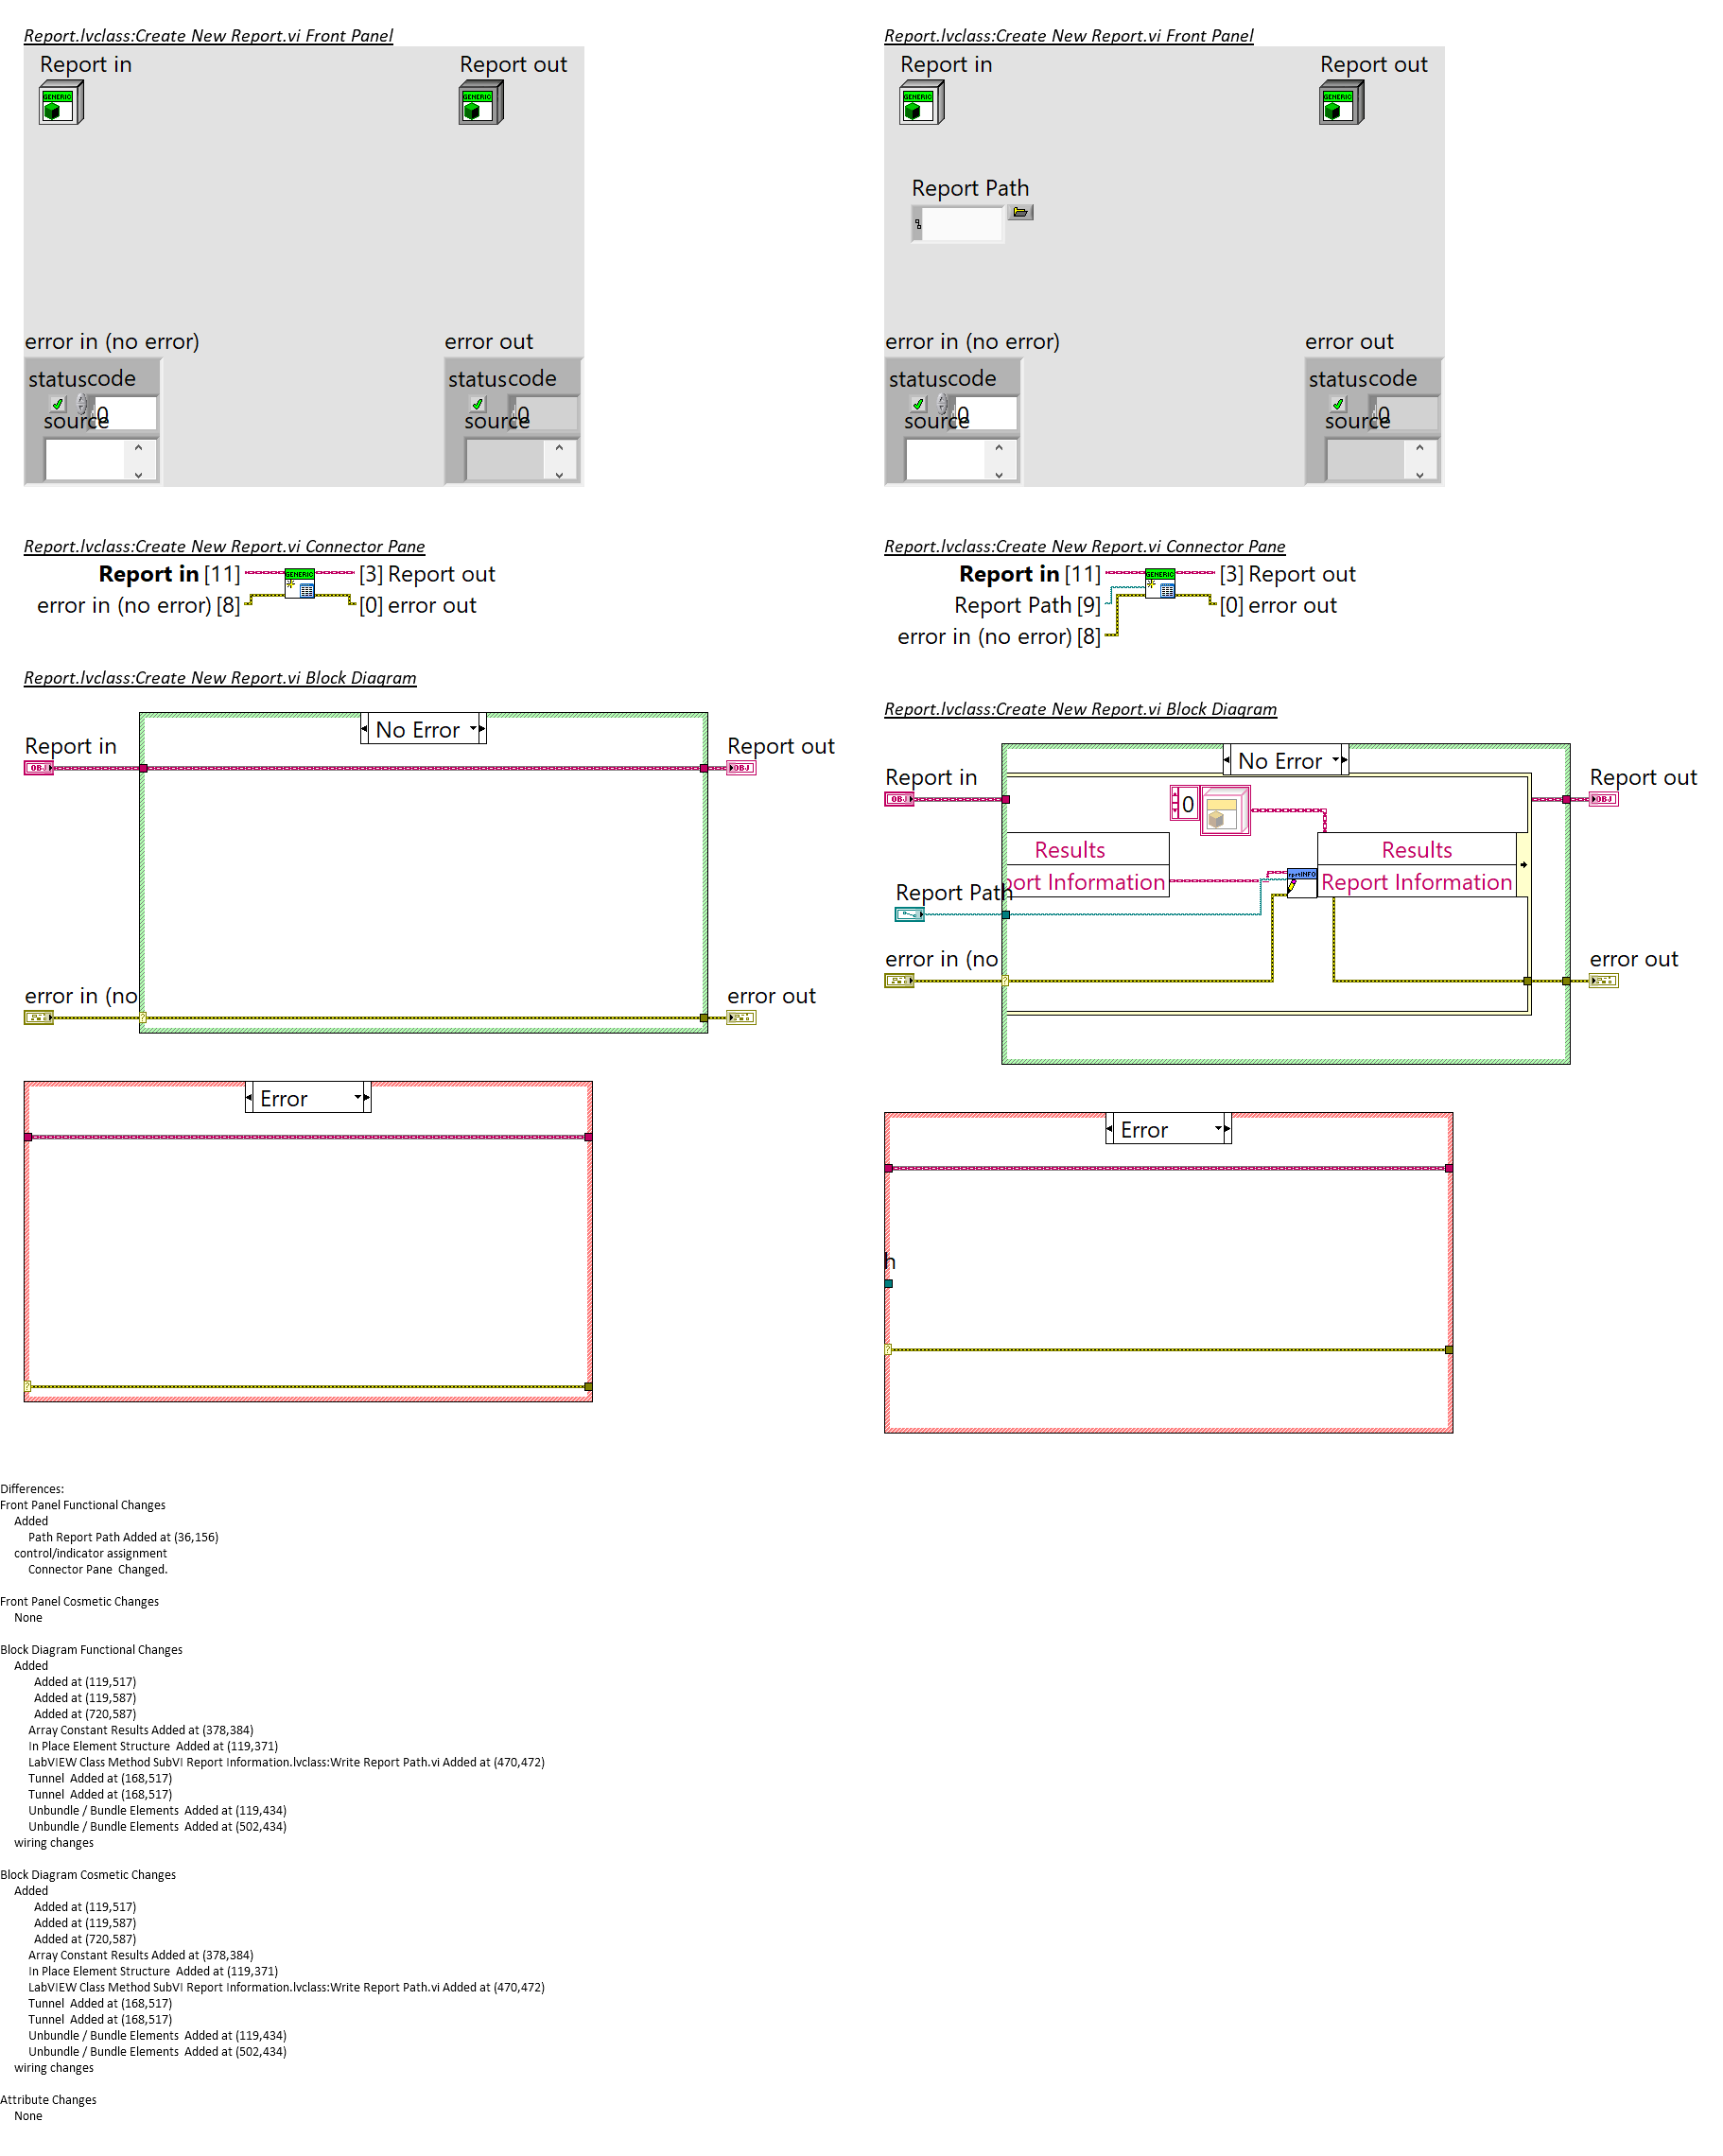 Report.lvclass:Create New Report.vi Front Panel
Report in
Report out
GENERIC
GENERIC
error in (no error)
error out
status code
0
source
status code
0
source
Report.lvclass:Create New Report.vi Connector Pane
Report in [11]
[3] Report out
GENERIC
error in (no error) [8]
[0] error out
Report.lvclass:Create New Report.vi Block Diagram
No Error
Report in
Report out
OBJ
OBJ
error in (no
error out
?
Error
?
Report.lvclass:Create New Report.vi Front Panel
Report in
Report out
GENERIC
GENERIC
Report Path
error in (no error)
error out
status code
0
source
status code
0
source
Report.lvclass:Create New Report.vi Connector Pane
Report in [11]
[3] Report out
GENERIC
Report Path [9]
[0] error out
error in (no error) [8]
Report.lvclass:Create New Report.vi Block Diagram
No Error
Report in
Report out
OBJ
OBJ
0
Results
Results
port Information
Report Information
Report Path
error in (no
error out
?
Error
h
?
Differences:
Front Panel Functional Changes
Added
Path Report Path Added at (36,156)
control/indicator assignment
Connector Pane  Changed.
Front Panel Cosmetic Changes
None
Block Diagram Functional Changes
Added
Added at (119,517)
Added at (119,587)
Added at (720,587)
Array Constant Results Added at (378,384)
In Place Element Structure  Added at (119,371)
LabVIEW Class Method SubVI Report Information.lvclass:Write Report Path.vi Added at (470,472)
Tunnel  Added at (168,517)
Tunnel  Added at (168,517)
Unbundle / Bundle Elements  Added at (119,434)
Unbundle / Bundle Elements  Added at (502,434)
wiring changes
Block Diagram Cosmetic Changes
Added
Added at (119,517)
Added at (119,587)
Added at (720,587)
Array Constant Results Added at (378,384)
In Place Element Structure  Added at (119,371)
LabVIEW Class Method SubVI Report Information.lvclass:Write Report Path.vi Added at (470,472)
Tunnel  Added at (168,517)
Tunnel  Added at (168,517)
Unbundle / Bundle Elements  Added at (119,434)
Unbundle / Bundle Elements  Added at (502,434)
wiring changes
Attribute Changes
None